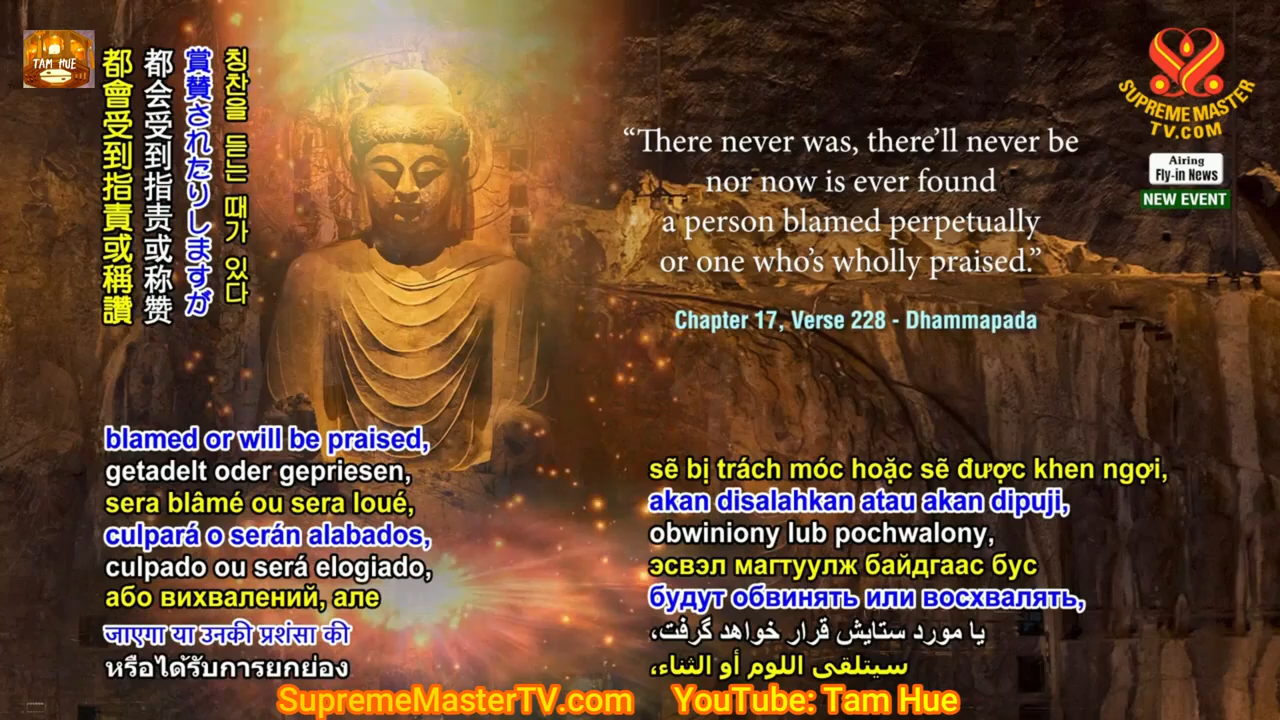 TAM HUE
칭찬을 듣는 때가 있다
賞賛されたりしますが
都会受到指责或称赞
都會受到指責或稱讚
SUPREME MASTER
TV.COM
Airing
Fly-in News
NEW EVENT
“There never was, there’ll never be
nor now is ever found
a person blamed perpetually
or one who’s wholly praised.”
Chapter 17, Verse 228 - Dhammapada
blamed or will be praised,
getadelt oder gepriesen,
sera blâmé ou sera loué,
culpará o serán alabados,
culpado ou será elogiado,
або вихвалений, але
जाएगा या उनकी प्रशंसा की
หรือได้รับการยกย่อง
sẽ bị trách móc hoặc sẽ được khen ngợi,
akan disalahkan atau akan dipuji,
obwiniony lub pochwalony,
эсвэл магтуулж байдгаас бус
будут обвинять или восхвалять,
یا مورد ستایش قرار خواهد گرفت،
سيتلقى اللوم أو الثناء،
SupremeMasterTV.com
YouTube: Tam Hue